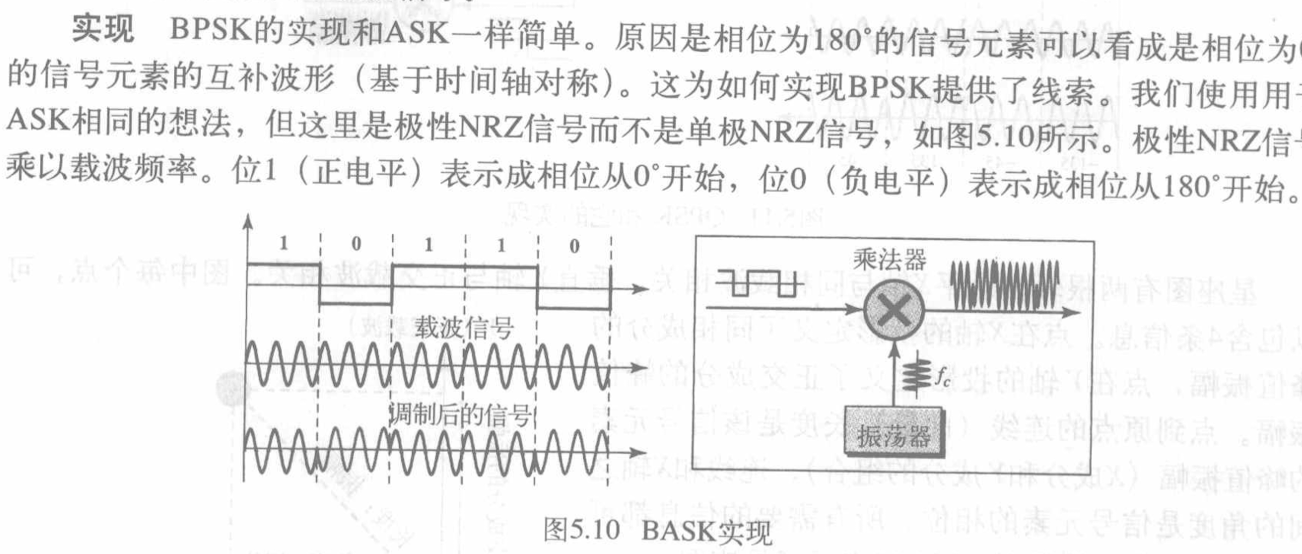 实现 BPSK的实现和ASK一样简单。原因是相位为180°的信号元素可以看成是相位为
的信号元素的互补波形（基于时间轴对称）。这为如何实现BPSK提供了线索。我们使用用于
ASK相同的想法，但这里是极性NRZ信号而不是单极NRZ信号，如图5.10所示。极性NRZ信号
乘以载波频率。位1（正电平）表示成相位从0°开始，位0（负电平）表示成相位从180°开始。
1 0 1 1 0
载波信号
调制后的信号
乘法器
fc
振荡器
图5.10 BASK实现